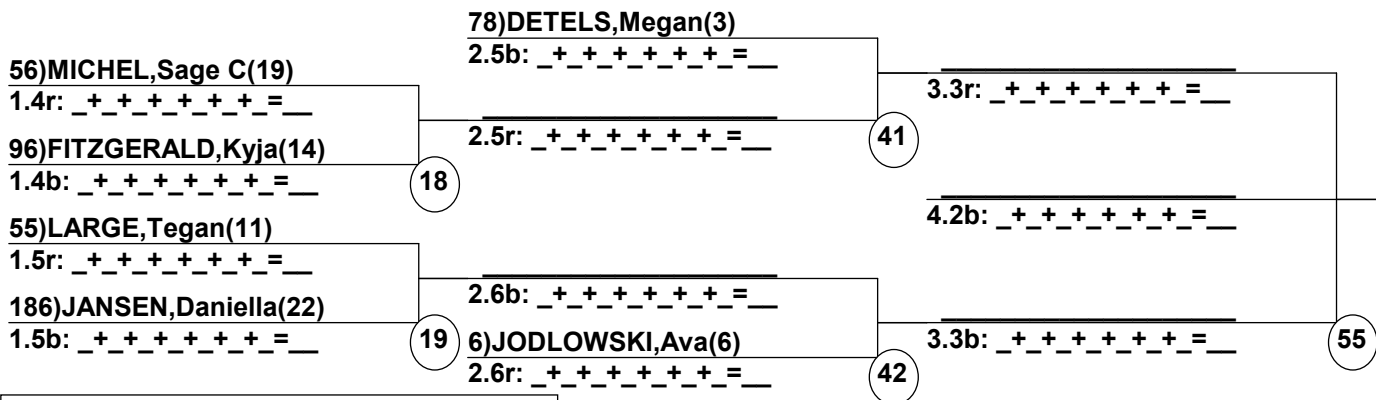 78)DETELS,Megan(3)
2.5b: _+_+_+_+_+_=__
56)MICHEL,Sage C(19)
1.4r: _+_+_+_+_+_=__
3.3r: _+_+_+_+_+_=__
2.5r: _+_+_+_+_+_=__
41
96)FITZGERALD,Kyja(14)
1.4b: _+_+_+_+_+_=__
18
4.2b: _+_+_+_+_+_=__
55)LARGE,Tegan(11)
1.5r: _+_+_+_+_+_=__
2.6b: _+_+_+_+_+_=__
186)JANSEN,Daniella(22)
1.5b: _+_+_+_+_+_=__
19
6)JODLOWSKI,Ava(6)
3.3b: _+_+_+_+_+_=__
55
2.6r: _+_+_+_+_+_=__
42